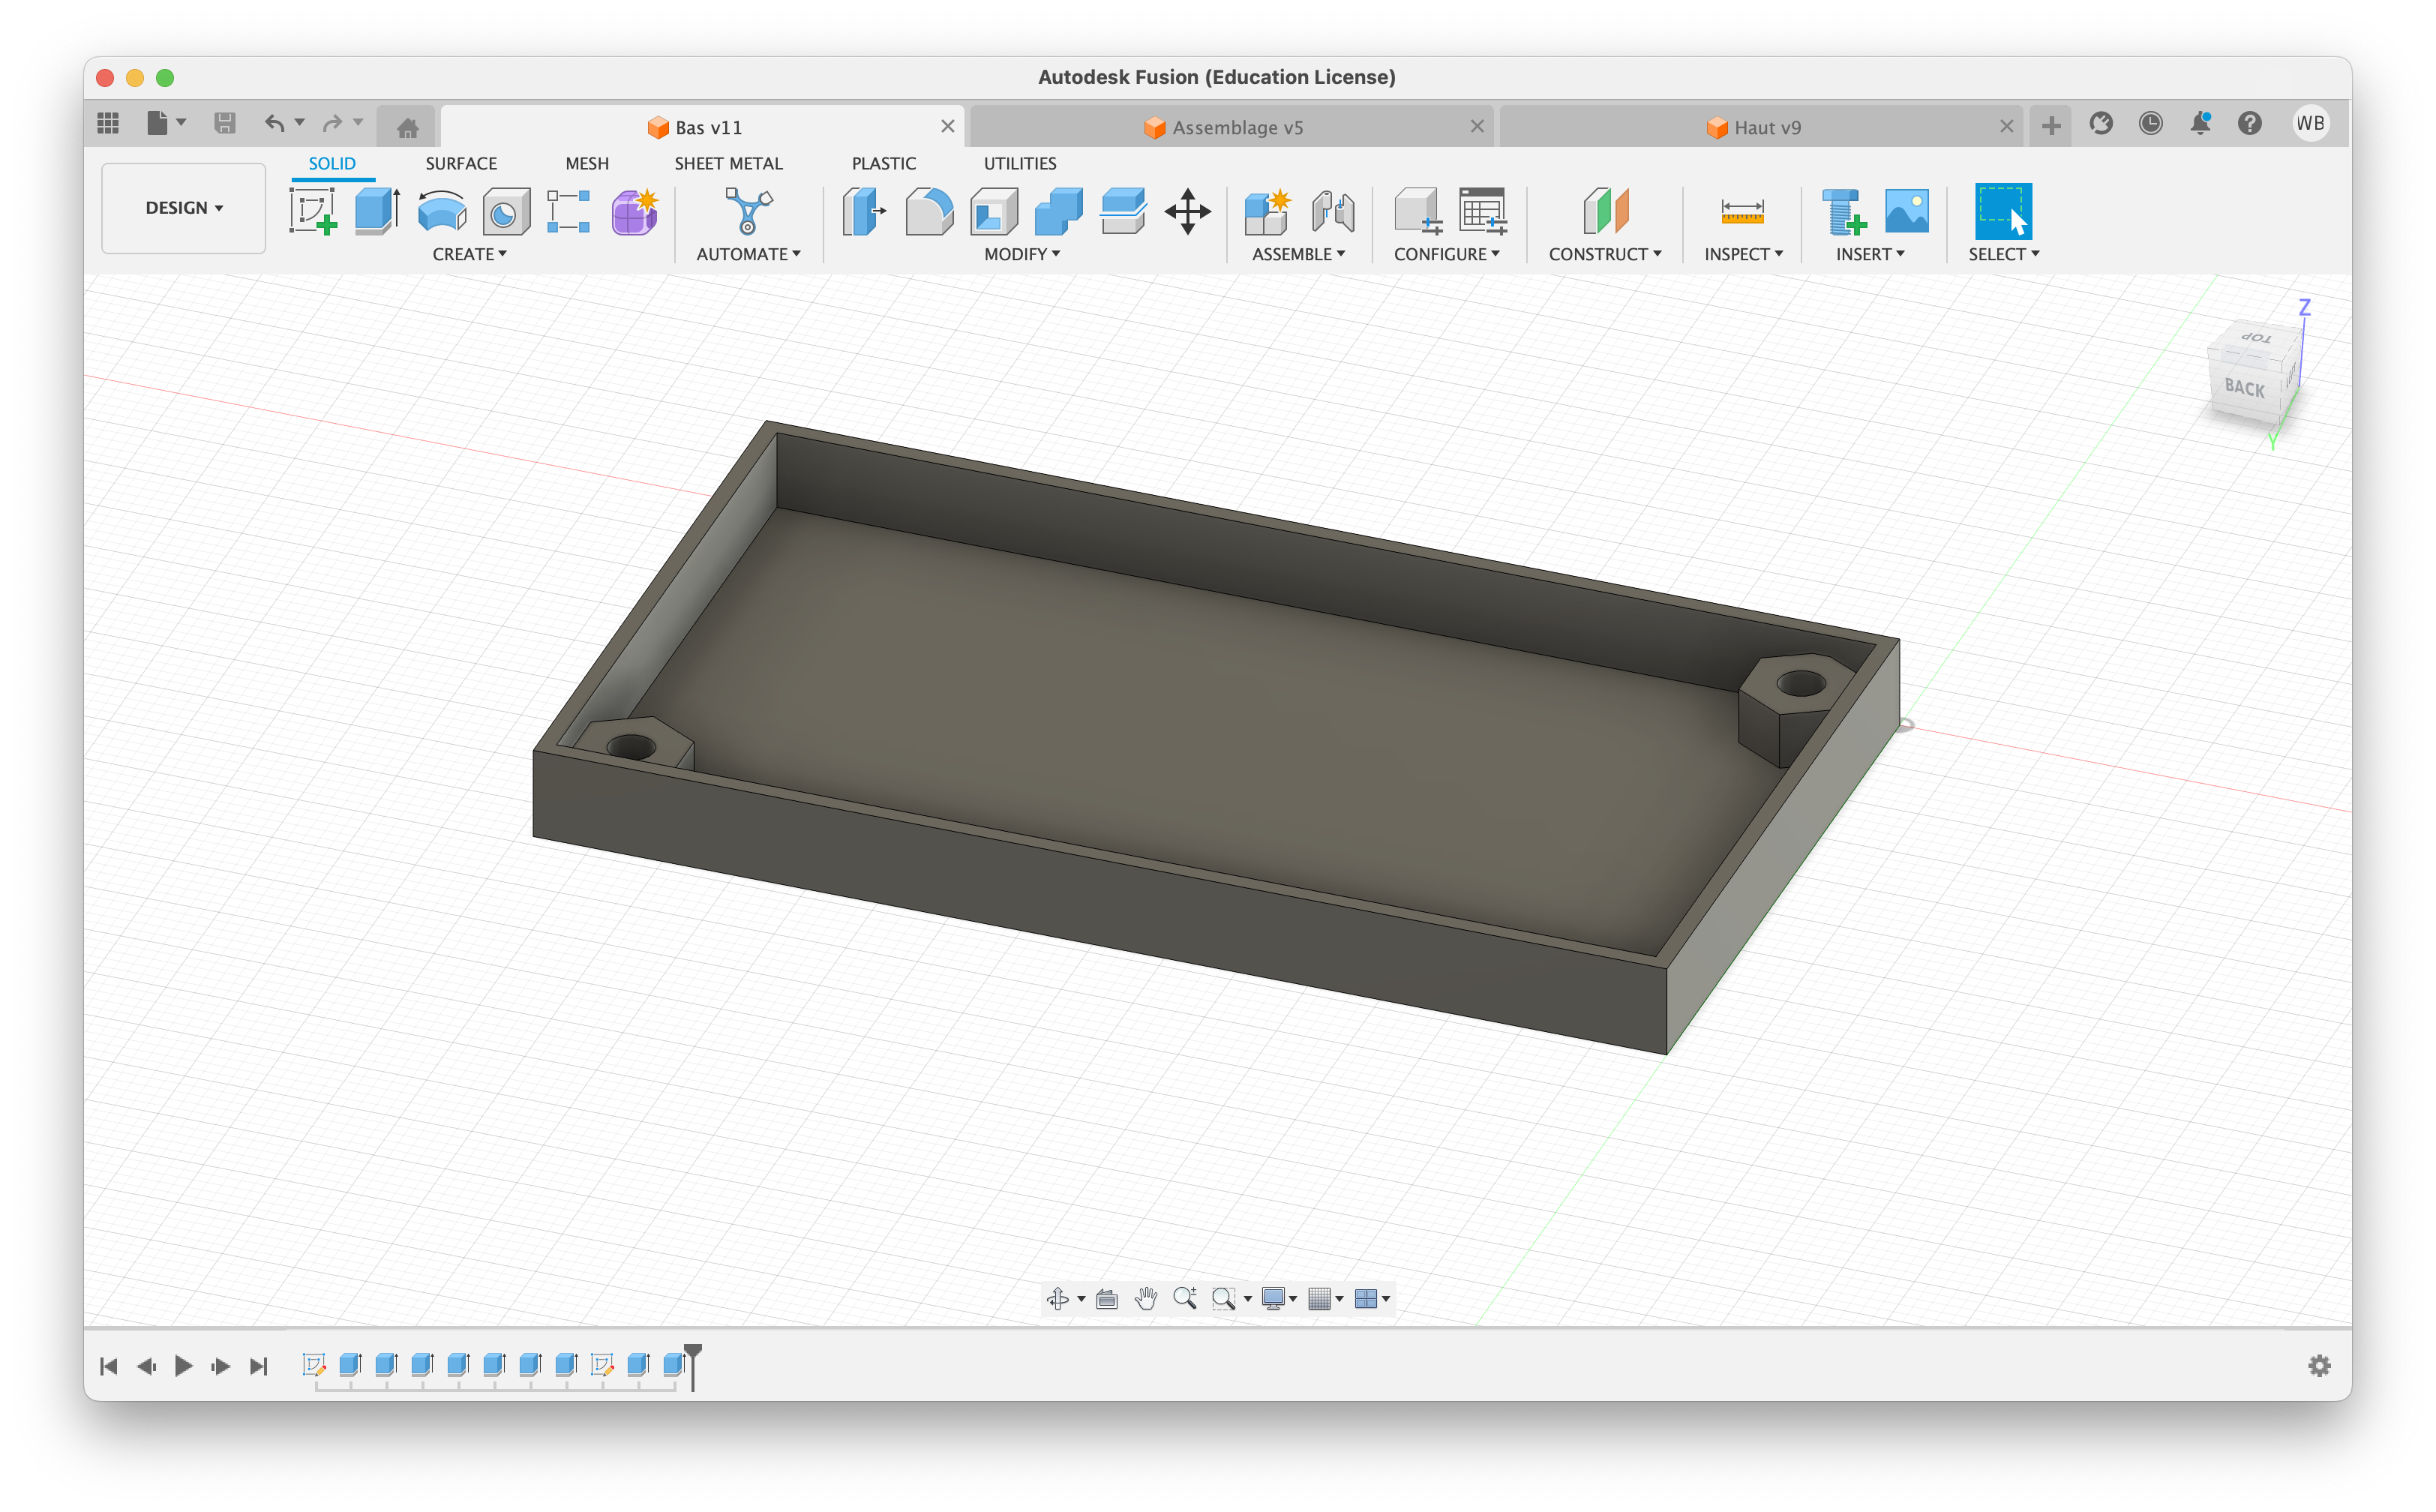 Autodesk Fusion (Education License)
Bas v11
Assemblage v5
Haut v9
WB
DESIGN
SOLID
SURFACE
MESH
SHEET METAL
PLASTIC
UTILITIES
CREATE
AUTOMATE
MODIFY
ASSEMBLE
CONFIGURE
CONSTRUCT
INSPECT
INSERT
SELECT
Z
TOP
BACK
Y